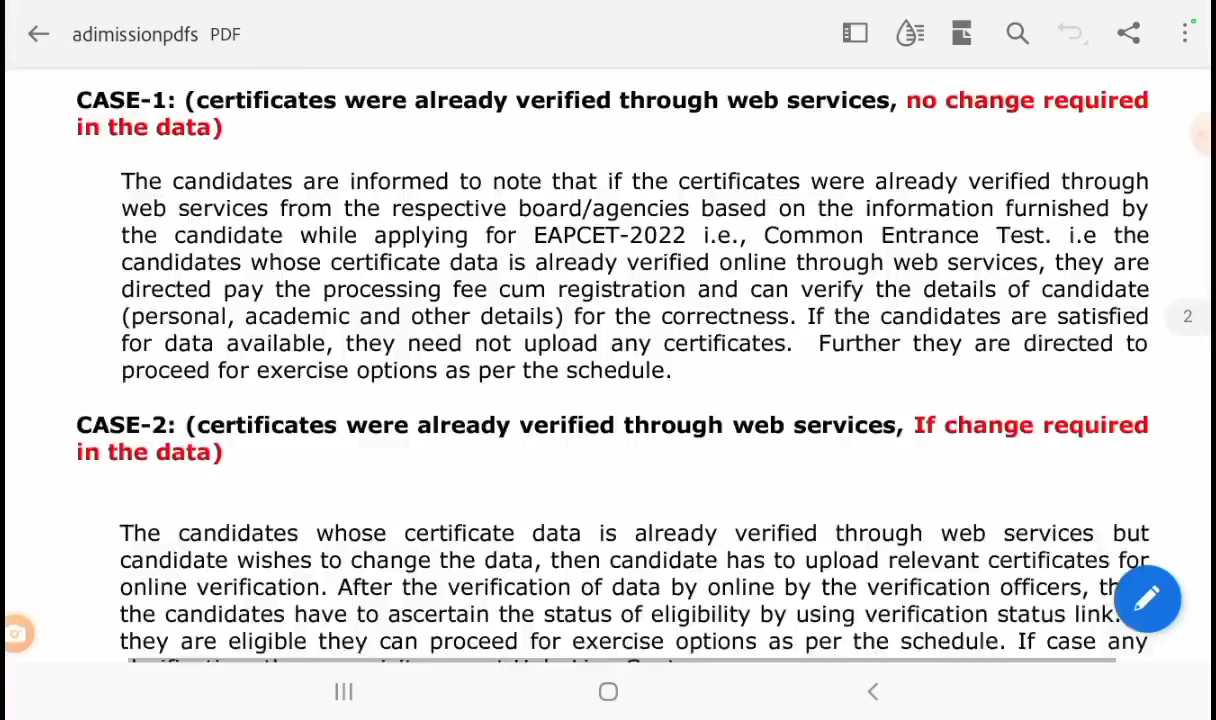 adimissionpdfs PDF
CASE-1: (certificates were already verified through web services, no change required
in the data)
The candidates are informed to note that if the certificates were already verified through
web services from the respective board/agencies based on the information furnished by
the candidate while applying for EAPCET-2022 i.e., Common Entrance Test. i.e the
candidates whose certificate data is already verified online through web services, they are
directed pay the processing fee cum registration and can verify the details of candidate
(personal, academic and other details) for the correctness. If the candidates are satisfied
for data available, they need not upload any certificates. Further they are directed to
proceed for exercise options as per the schedule.
2
CASE-2: (certificates were already verified through web services, If change required
in the data)
The candidates whose certificate data is already verified through web services but
candidate wishes to change the data, then candidate has to upload relevant certificates for
online verification. After the verification of data by online by the verification officers,
the candidates have to ascertain the status of eligibility by using verification status link.
they are eligible they can proceed for exercise options as per the schedule. If case any